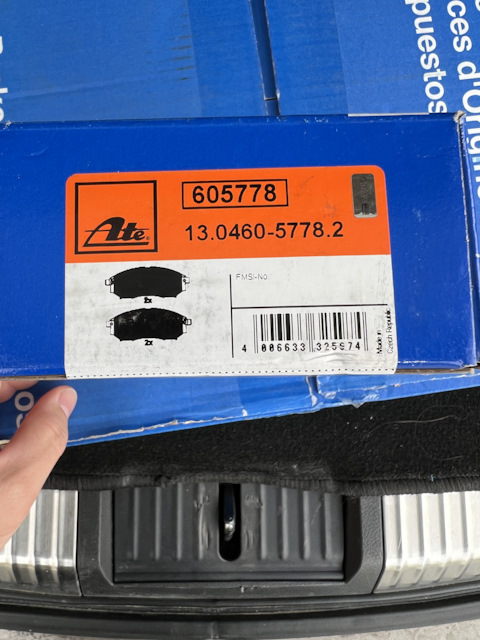 ces d'Origine
puestos
Ate®
605778
13.0460-5778.2
2x
2x
FMSI-No.
4 006633 325974
Made in
Czech Republic